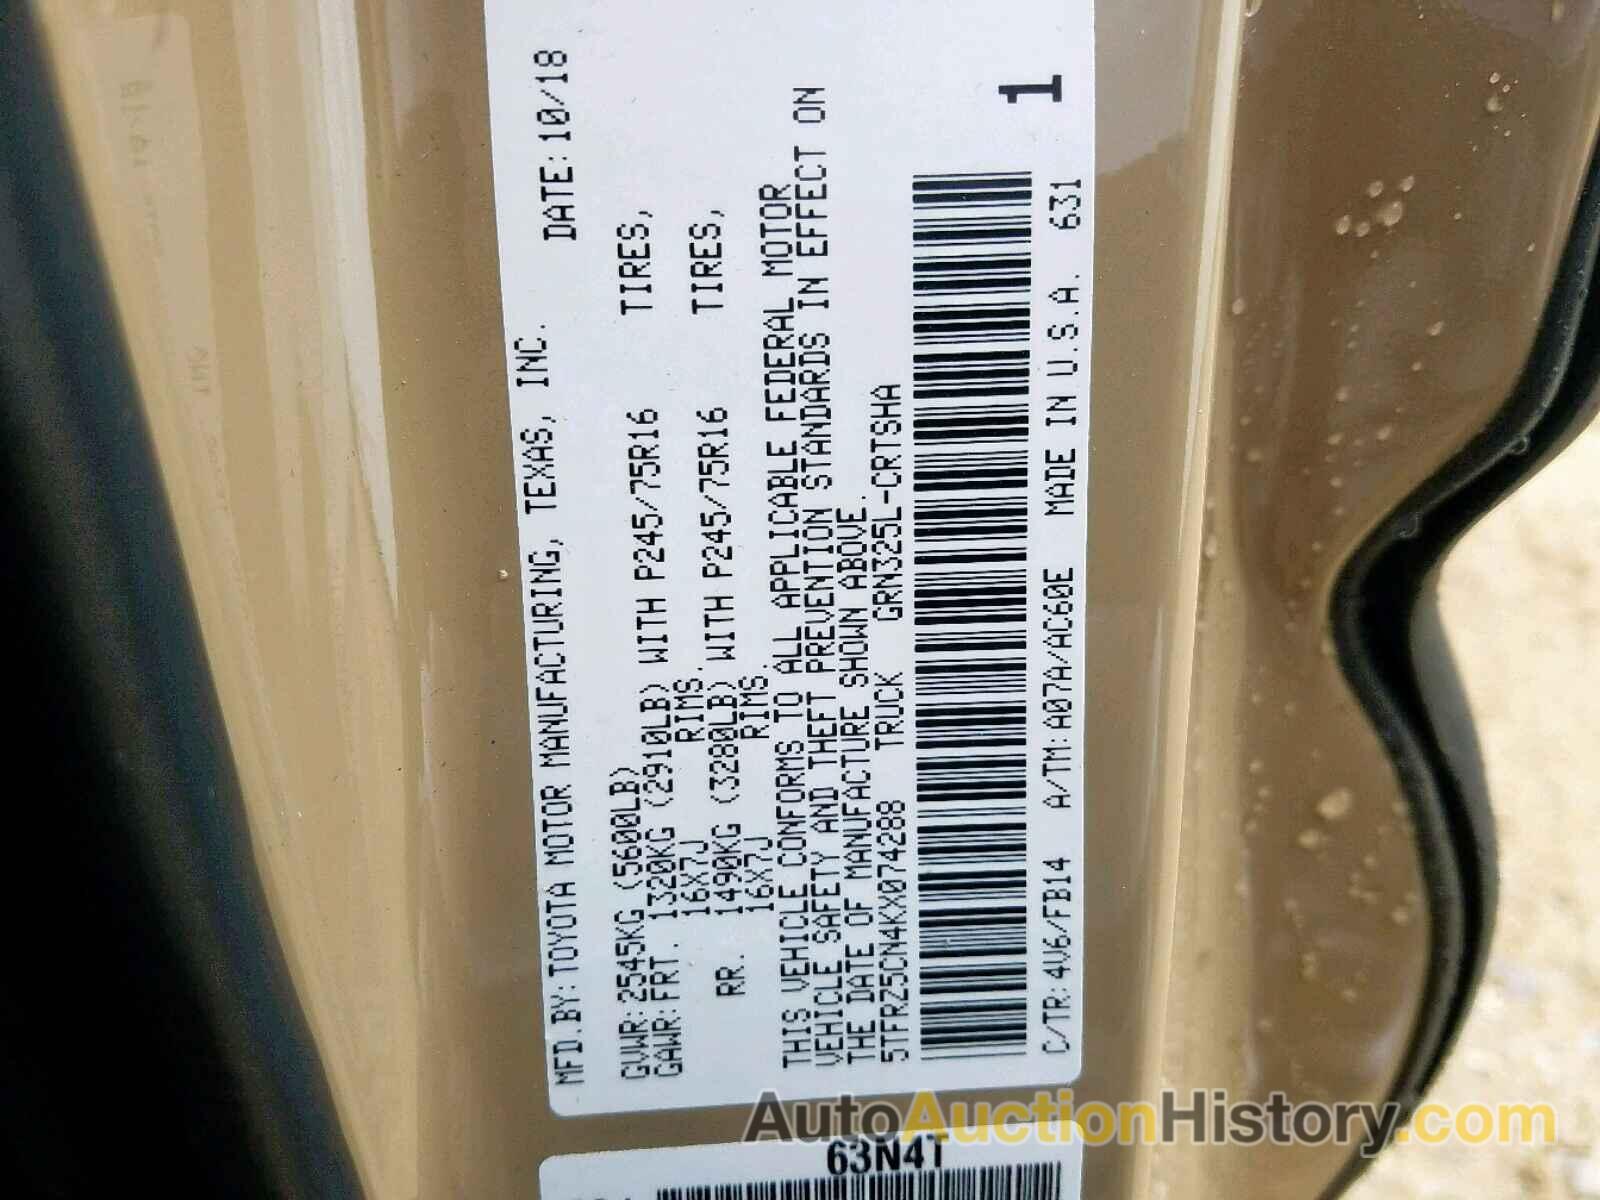 MFD.BY:TOYOTA MOTOR MANUFACTURING, TEXAS, INC. DATE:10/18
GVWR:2545KG (5600LB)
GAWR:FRT. 1320KG (2910LB) WITH P245/75R16 TIRES,
16X7J RIMS.
RR. 1490KG (3280LB) WITH P245/75R16 TIRES,
16X7J RIMS.
THIS VEHICLE CONFORMS TO ALL APPLICABLE FEDERAL MOTOR
VEHICLE SAFETY AND THEFT PREVENTION STANDARDS IN EFFECT ON
THE DATE OF MANUFACTURE SHOWN ABOVE.
5TFRZ5CN4KX074288 TRUCK GRN325L-CRTSHA
1
C/TR:4V6/FB14 A/TM:A07A/AC60E MADE IN U.S.A. 631
63N4T
AutoAuctionHistory.com